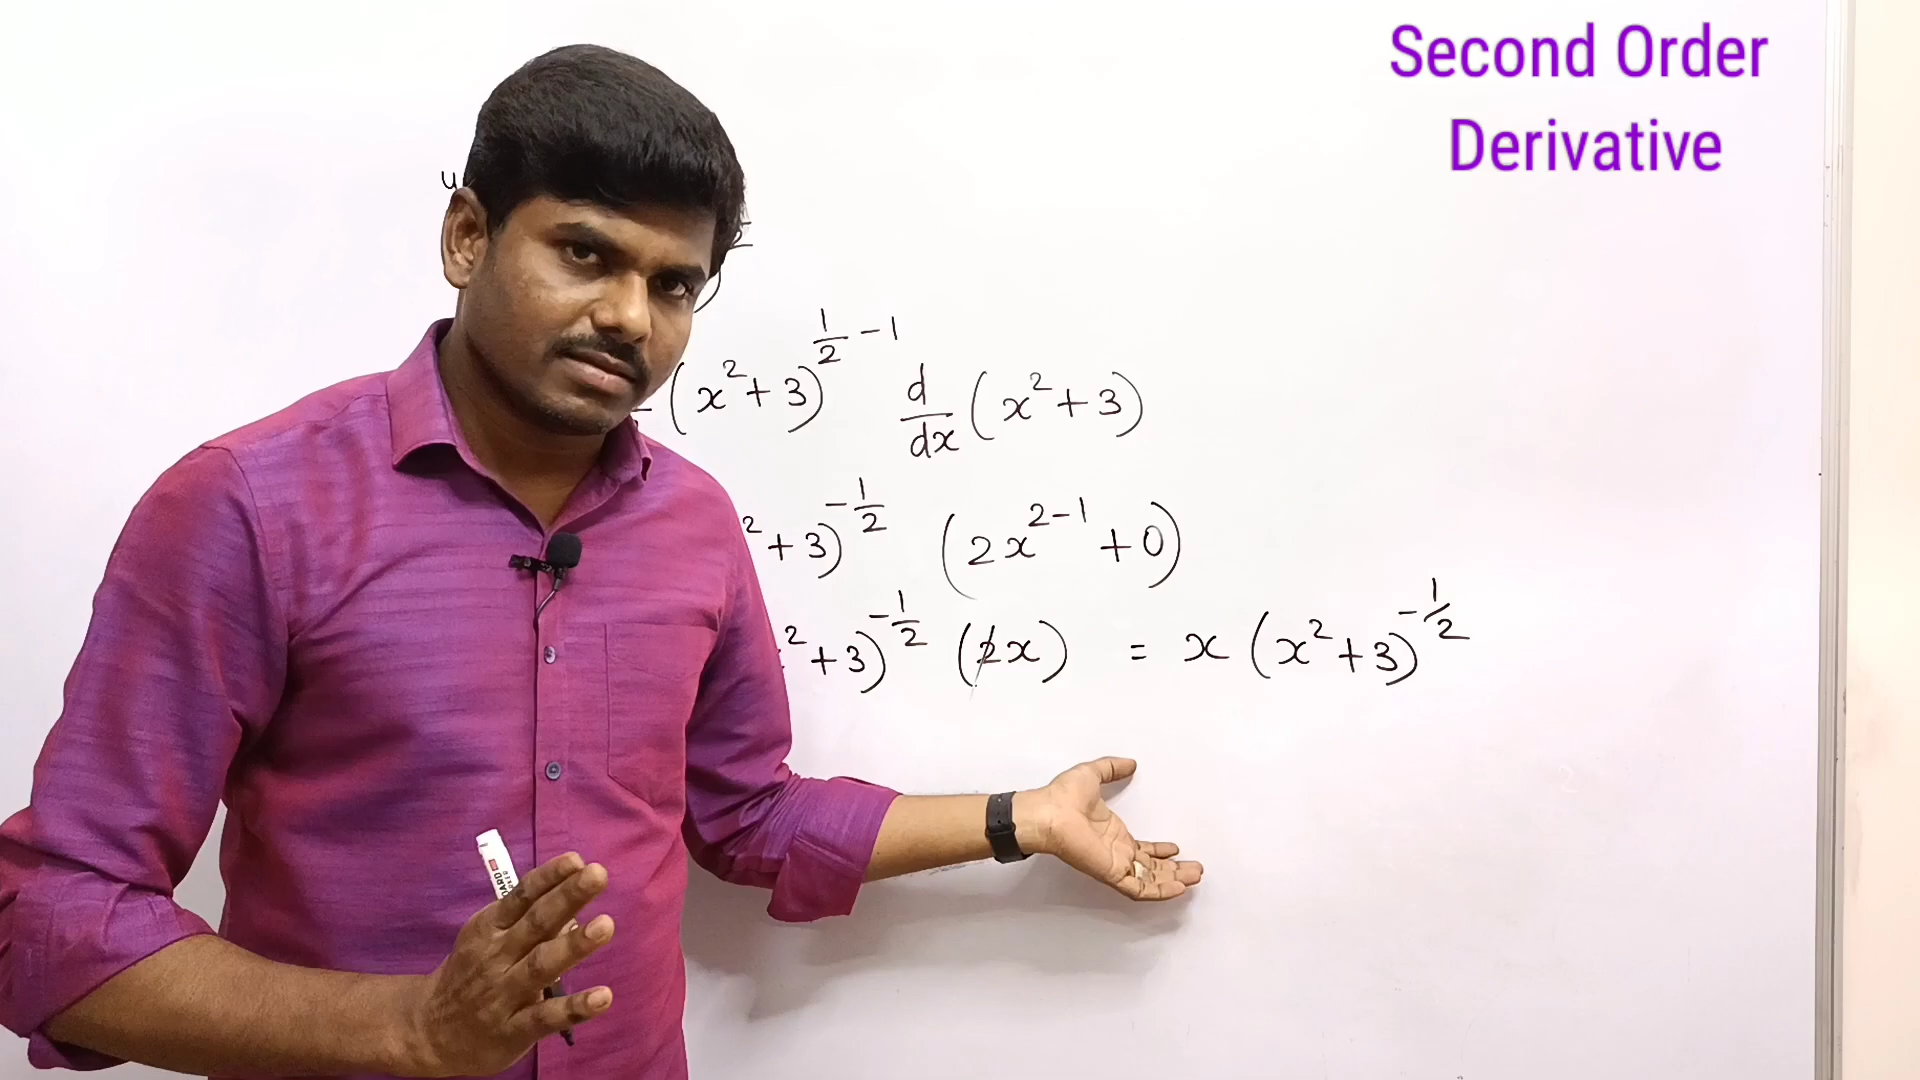 Second Order
Derivative
(x² + 3)^(1/2 - 1) d/dx (x² + 3)
² + 3)^(-1/2) (2x^(2-1) + 0)
² + 3)^(-1/2) (2x) = x (x² + 3)^(-1/2)